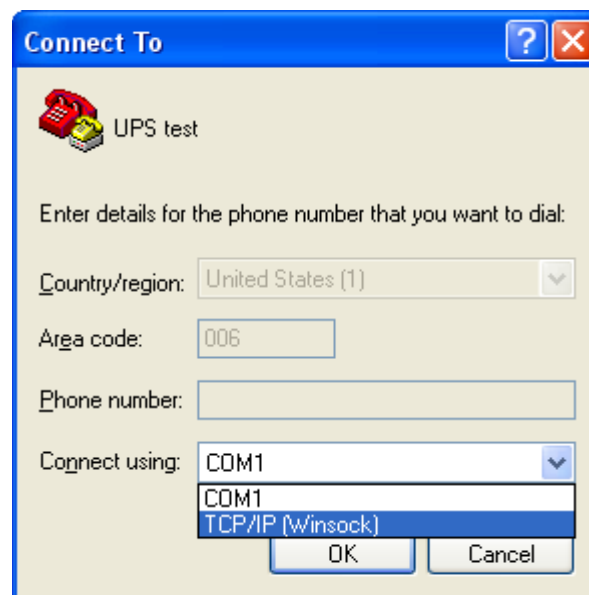 Connect To
UPS test
Enter details for the phone number that you want to dial:
Country/region: United States (1)
Area code: 006
Phone number:
Connect using: COM1
COM1
TCP/IP (Winsock)
OK Cancel